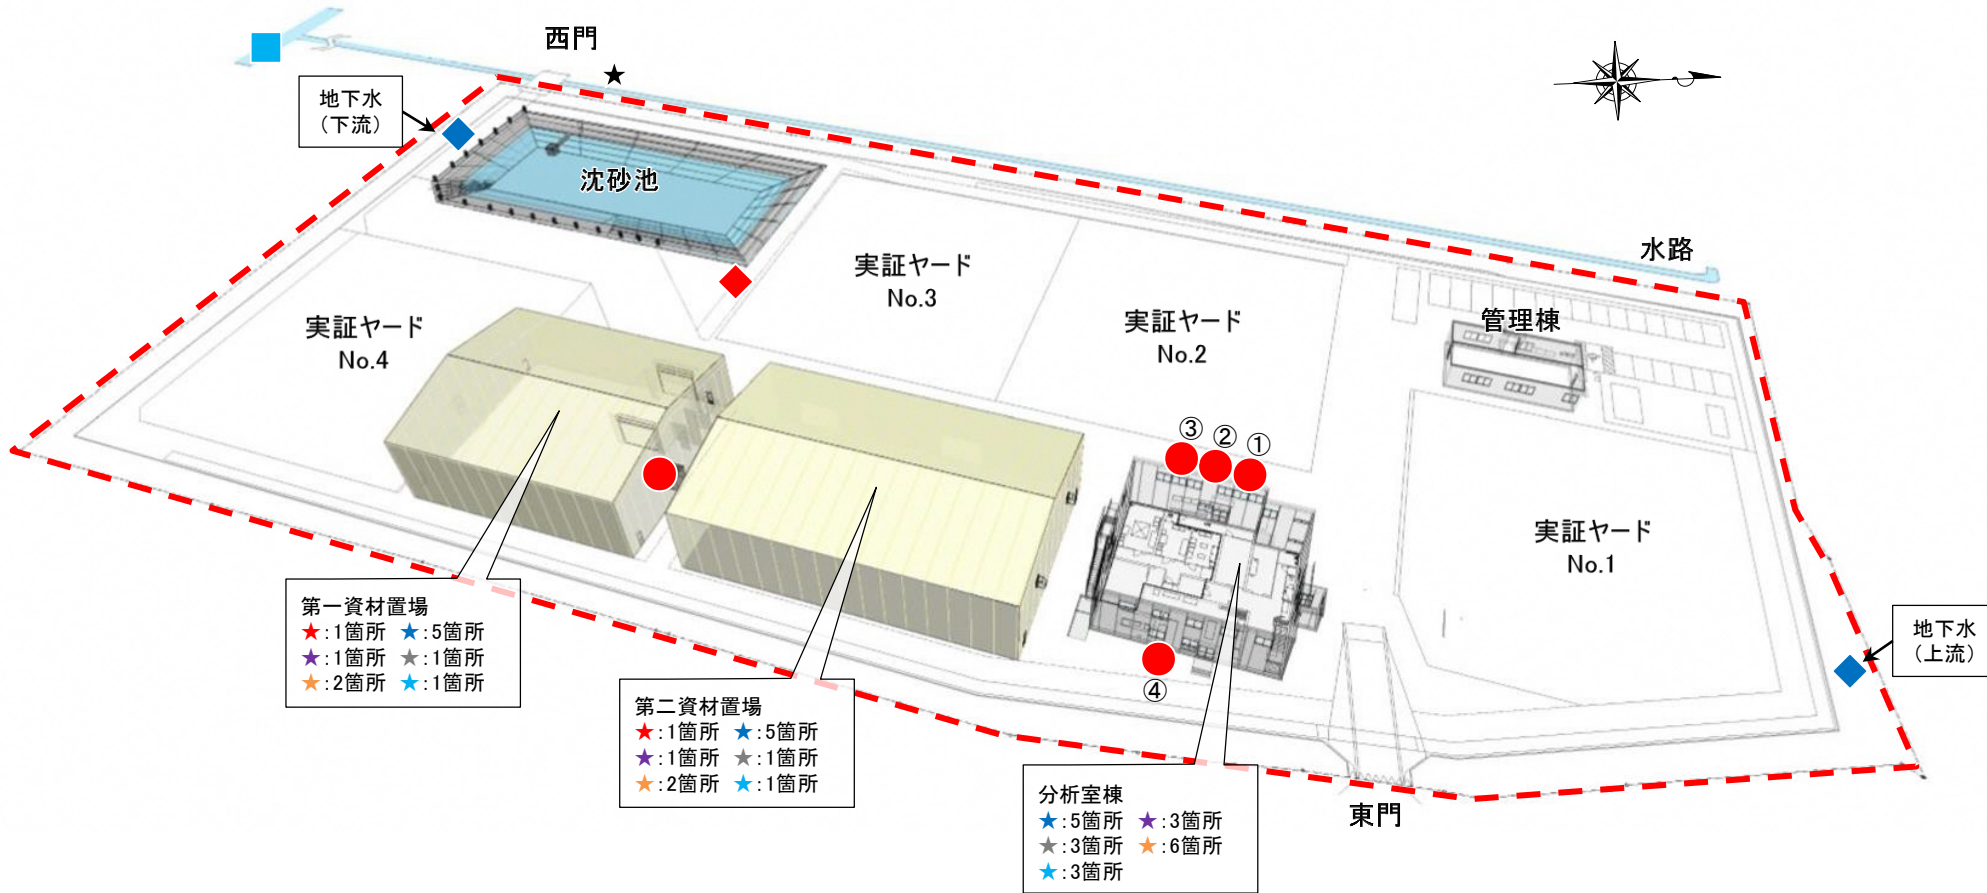 西門
★
地下水
（下流）
沈砂池
水路
実証ヤード
No.3
実証ヤード
No.4
実証ヤード
No.2
管理棟
③ ② ①
実証ヤード
No.1
第一資材置場
★:1箇所 ★:5箇所
★:1箇所 ★:1箇所
★:2箇所 ★:1箇所
地下水
（上流）
④
第二資材置場
★:1箇所 ★:5箇所
★:1箇所 ★:1箇所
★:2箇所 ★:1箇所
分析室棟
★:5箇所 ★:3箇所
★:3箇所 ★:6箇所
★:3箇所
東門